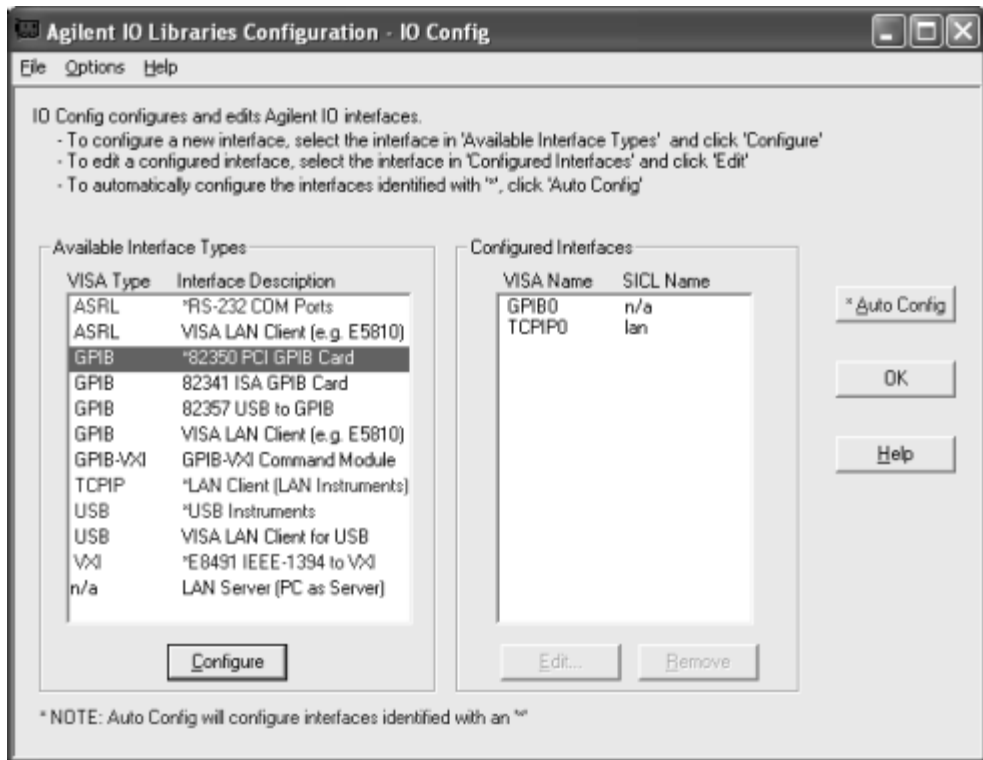 Agilent IO Libraries Configuration - IO Config
File Options Help
IO Config configures and edits Agilent IO interfaces.
- To configure a new interface, select the interface in 'Available Interface Types' and click 'Configure'
- To edit a configured interface, select the interface in 'Configured Interfaces' and click 'Edit'
- To automatically configure the interfaces identified with '*', click 'Auto Config'
Available Interface Types
VISA Type Interface Description
ASRL *RS-232 COM Ports
ASRL VISA LAN Client (e.g. E5810)
GPIB *82350 PCI GPIB Card
GPIB 82341 ISA GPIB Card
GPIB 82357 USB to GPIB
GPIB VISA LAN Client (e.g. E5810)
GPIB-VXI GPIB-VXI Command Module
TCPIP *LAN Client (LAN Instruments)
USB *USB Instruments
USB VISA LAN Client for USB
VXI *E8491 IEEE-1394 to VXI
n/a LAN Server (PC as Server)
Configure
Configured Interfaces
VISA Name SICL Name
GPIB0 n/a
TCPIP0 lan
Edit... Remove
* Auto Config
OK
Help
* NOTE: Auto Config will configure interfaces identified with an '*'